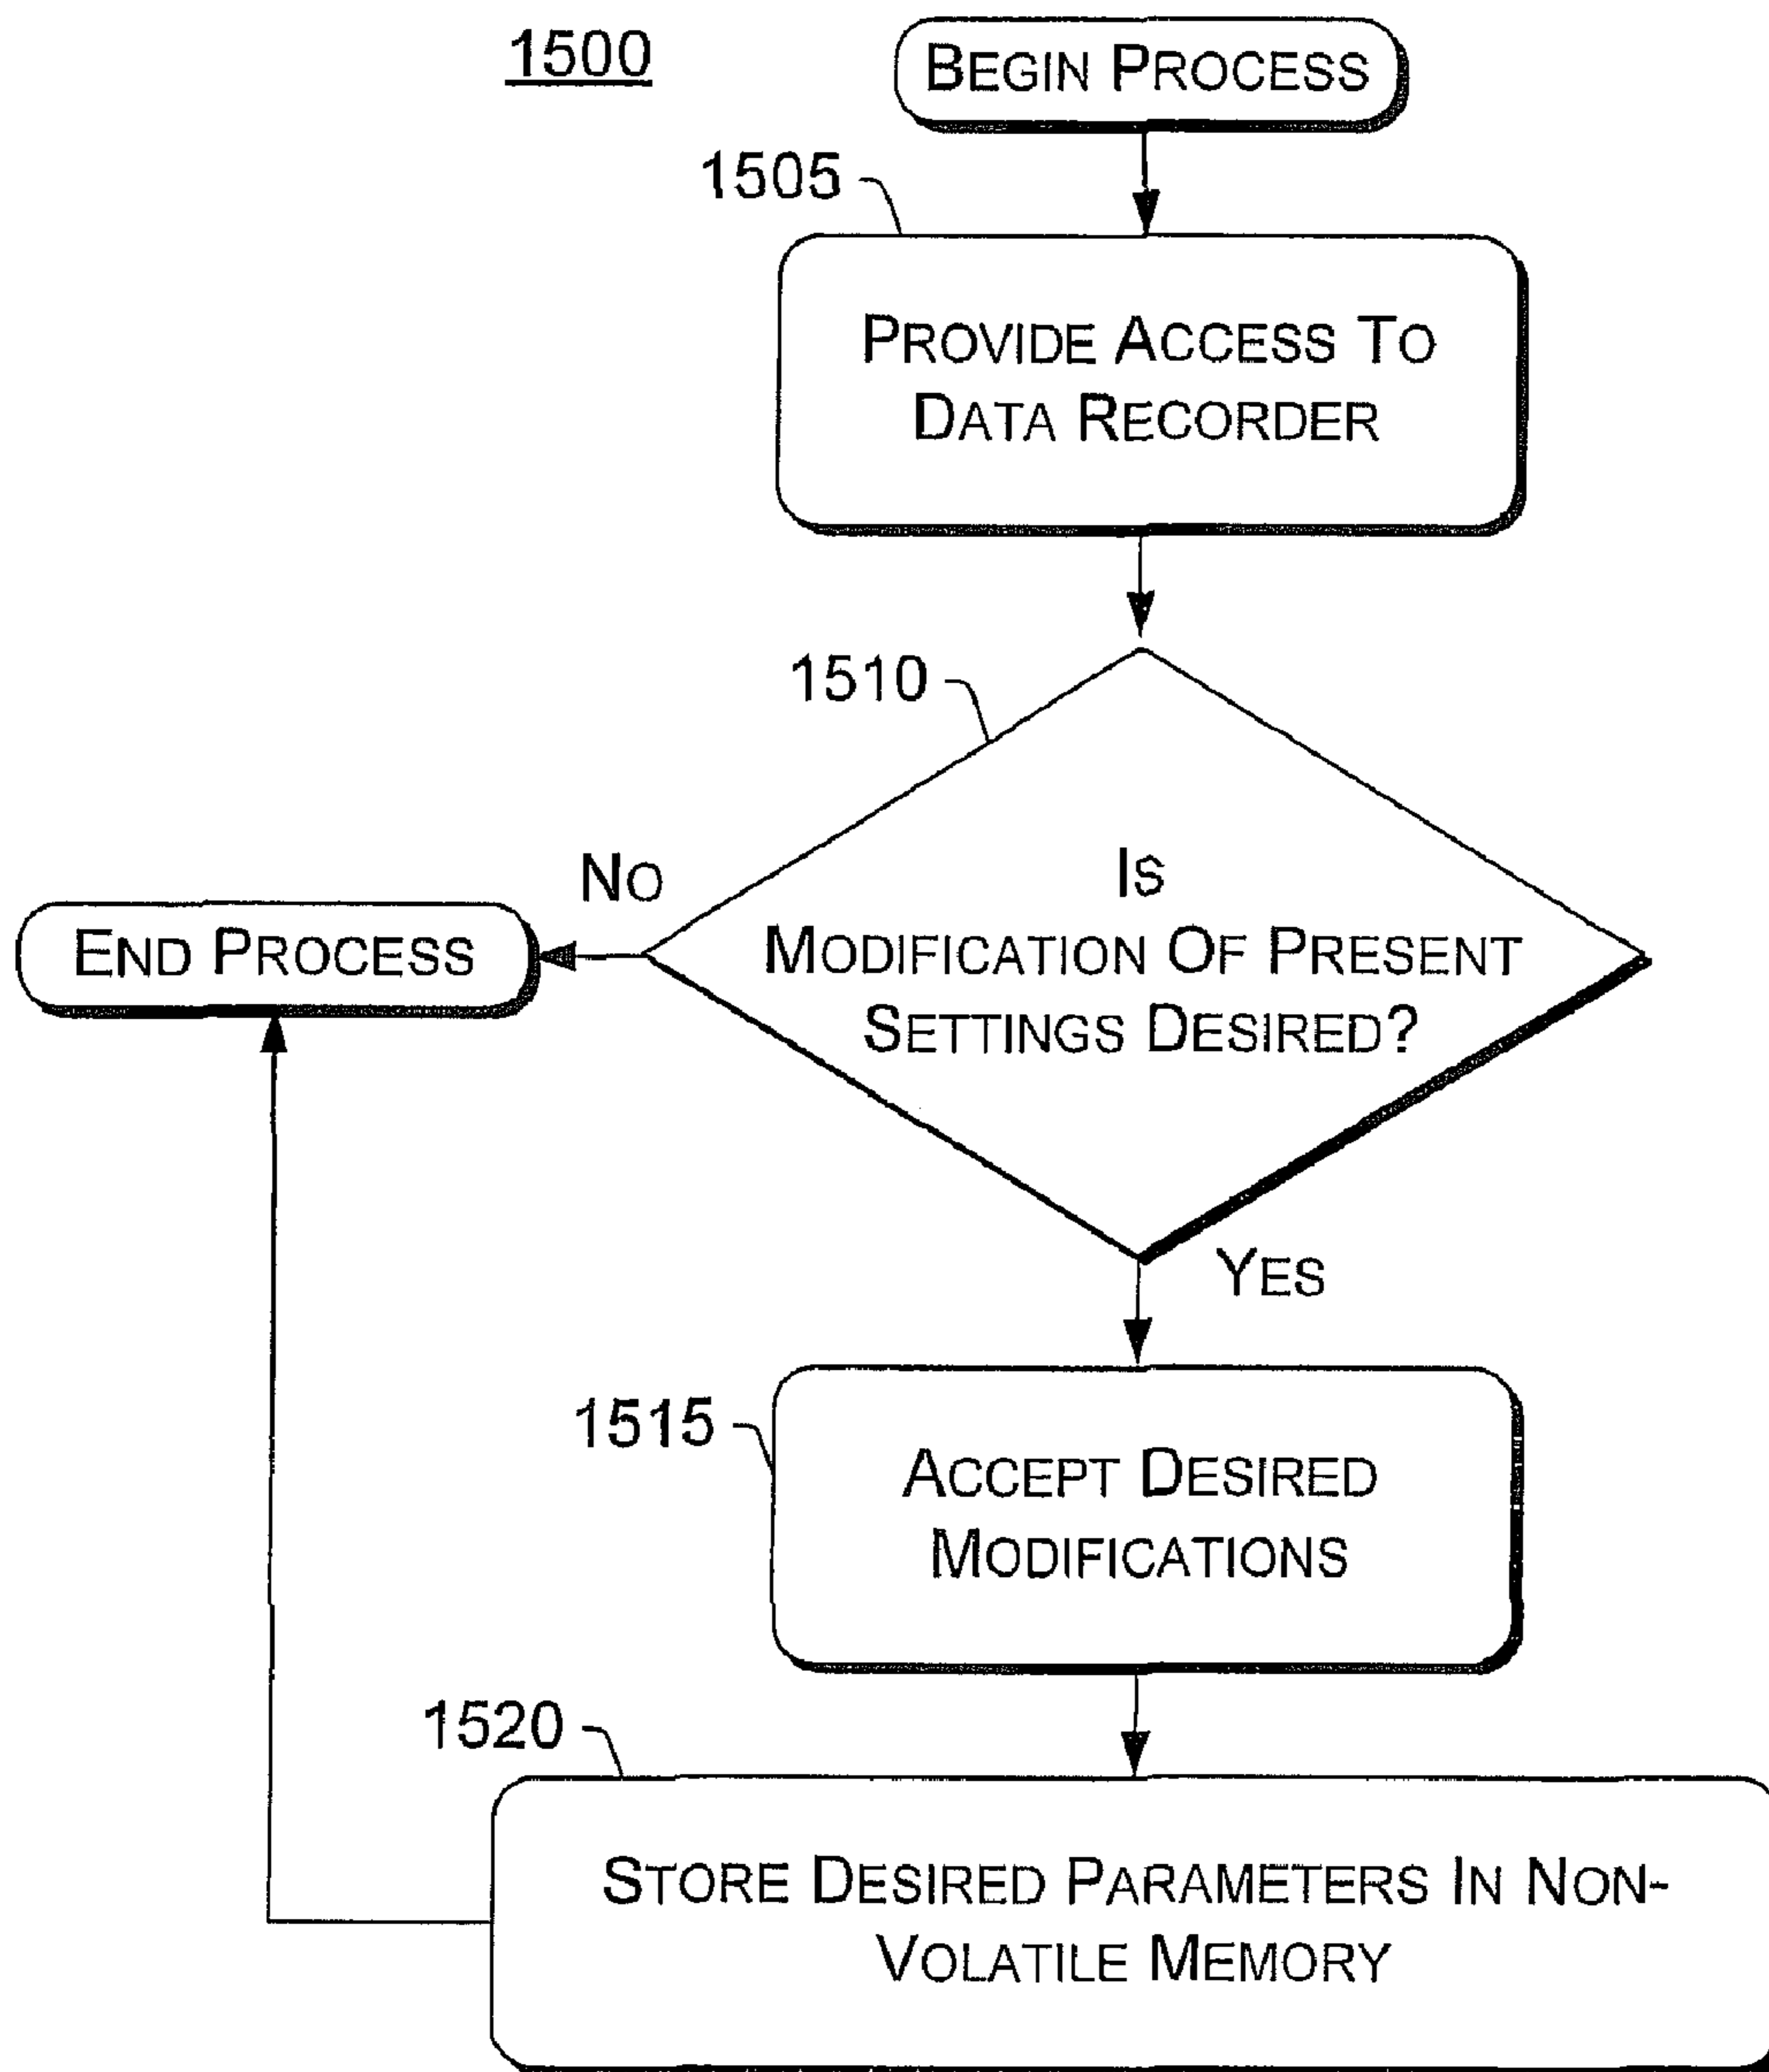 1500
BEGIN PROCESS
1505
PROVIDE ACCESS TO
DATA RECORDER
1510
NO
IS
MODIFICATION OF PRESENT
SETTINGS DESIRED?
END PROCESS
YES
1515
ACCEPT DESIRED
MODIFICATIONS
1520
STORE DESIRED PARAMETERS IN NON-
VOLATILE MEMORY